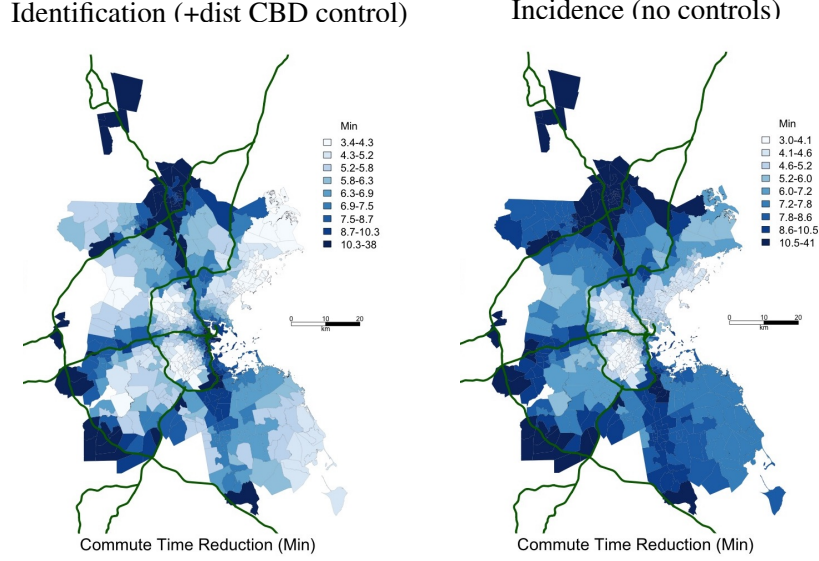 Identification (+dist CBD control)
Incidence (no controls)
Min
3.4-4.3
4.3-5.2
5.2-5.8
5.8-6.3
6.3-6.9
6.9-7.5
7.5-8.7
8.7-10.3
10.3-38
0 10 20
km
Commute Time Reduction (Min)
Min
3.0-4.1
4.1-4.6
4.6-5.2
5.2-6.0
6.0-7.2
7.2-7.8
7.8-8.6
8.6-10.5
10.5-41
0 10 20
km
Commute Time Reduction (Min)